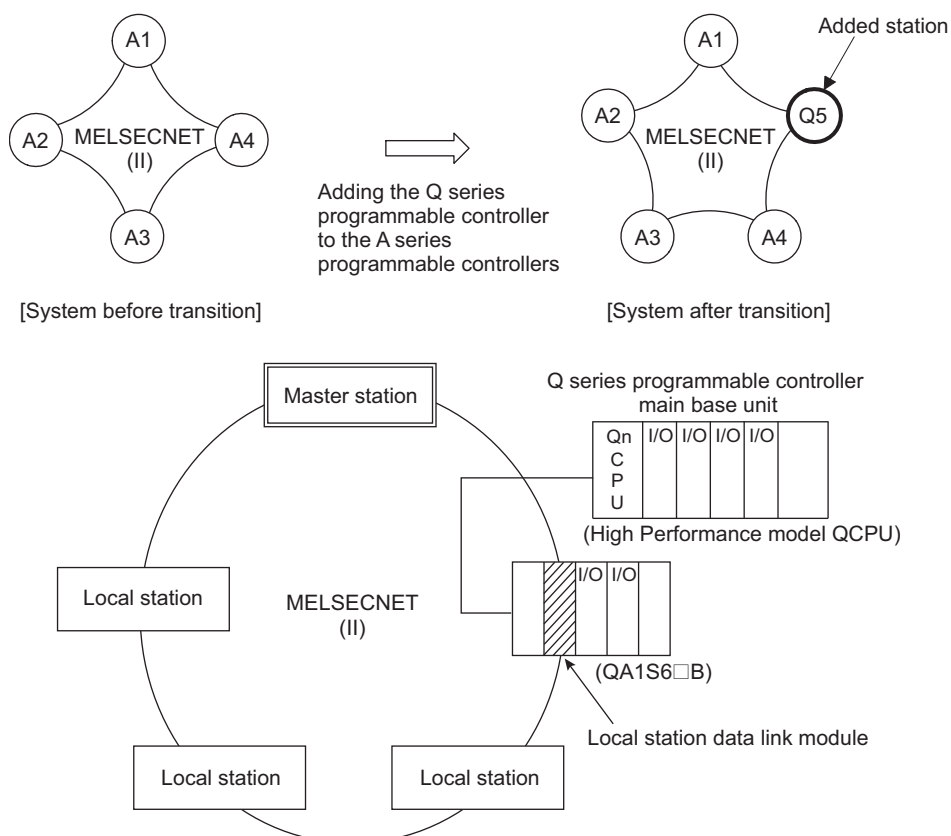 A1
A2
MELSECNET
(II)
A4
A3
[System before transition]
Adding the Q series
programmable controller
to the A series
programmable controllers
Added station
A1
A2
MELSECNET
(II)
Q5
A3
A4
[System after transition]
Master station
Local station
MELSECNET
(II)
Local station
Local station
Q series programmable controller
main base unit
Qn
C
P
U
I/O I/O I/O I/O
(High Performance model QCPU)
I/O I/O
(QA1S6□B)
Local station data link module